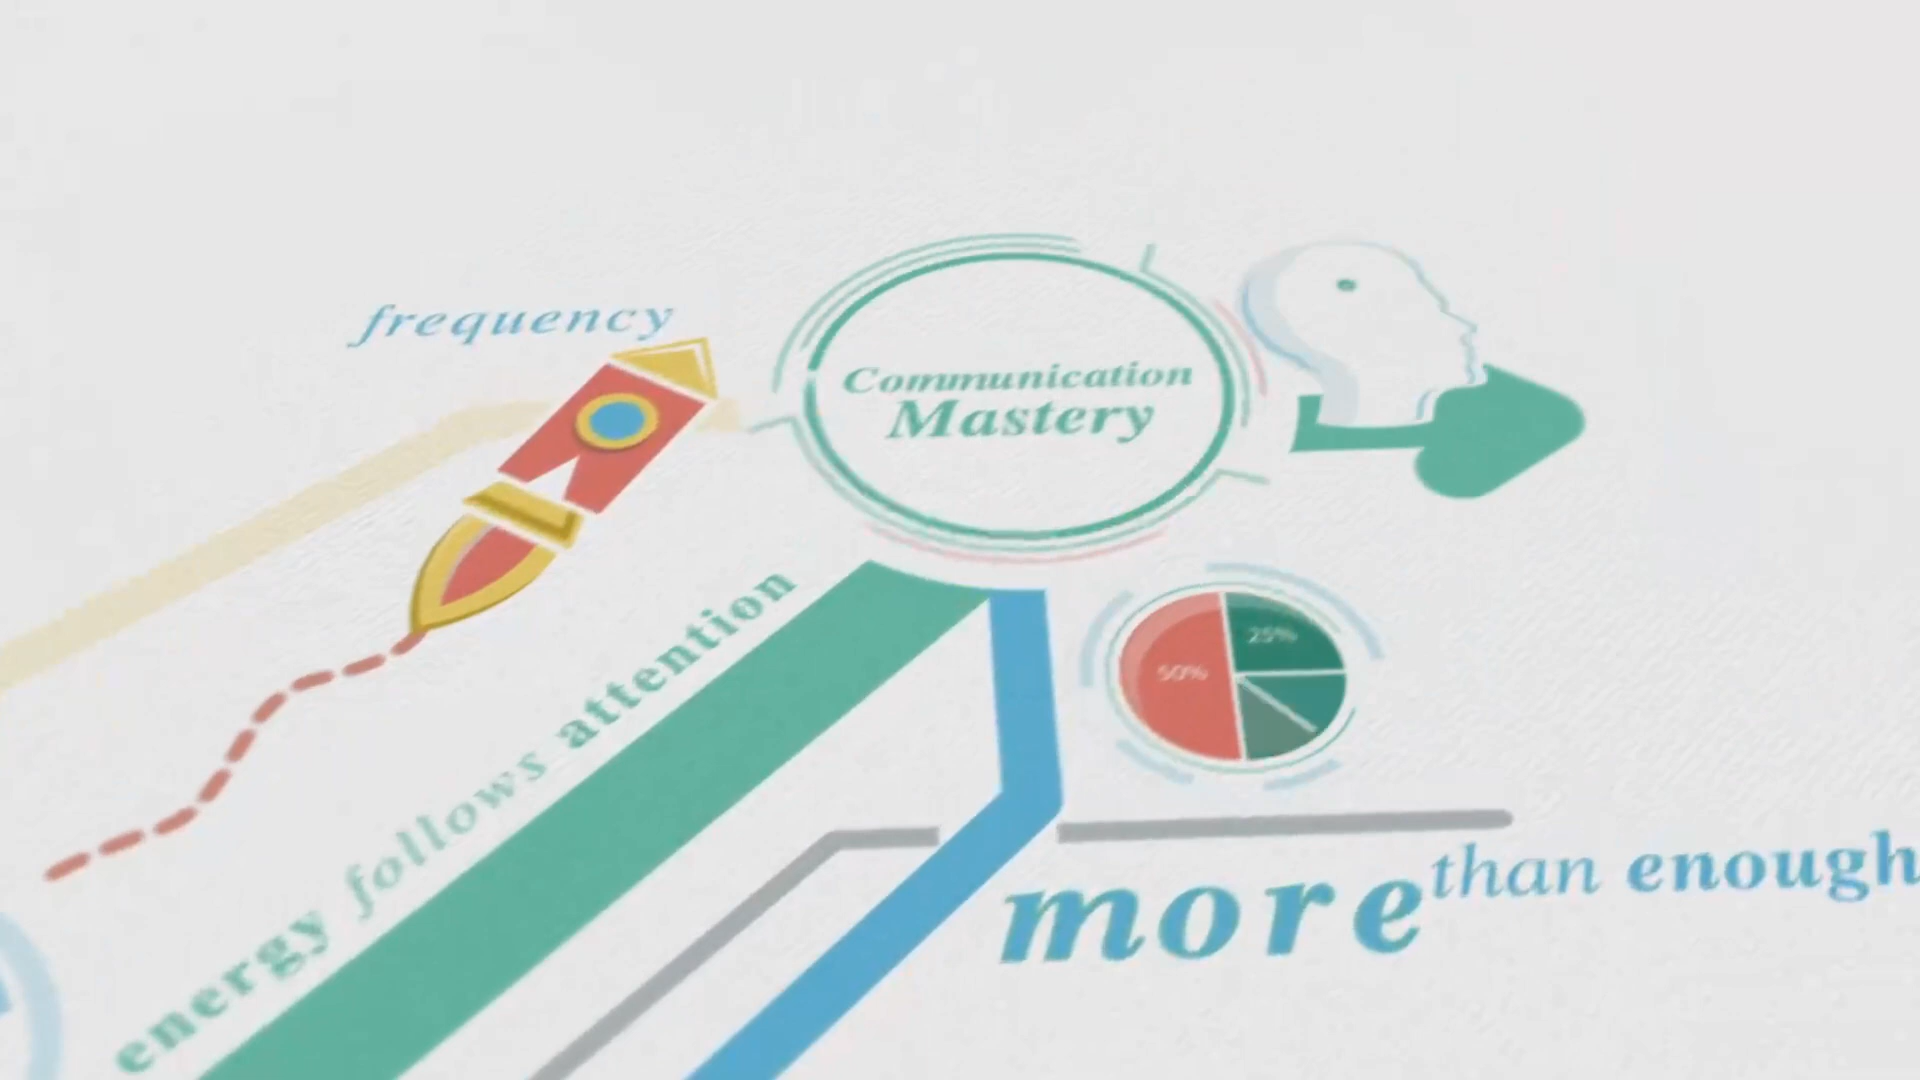 frequency
Communication
Mastery
energy follows attention
25%
50%
more than enough